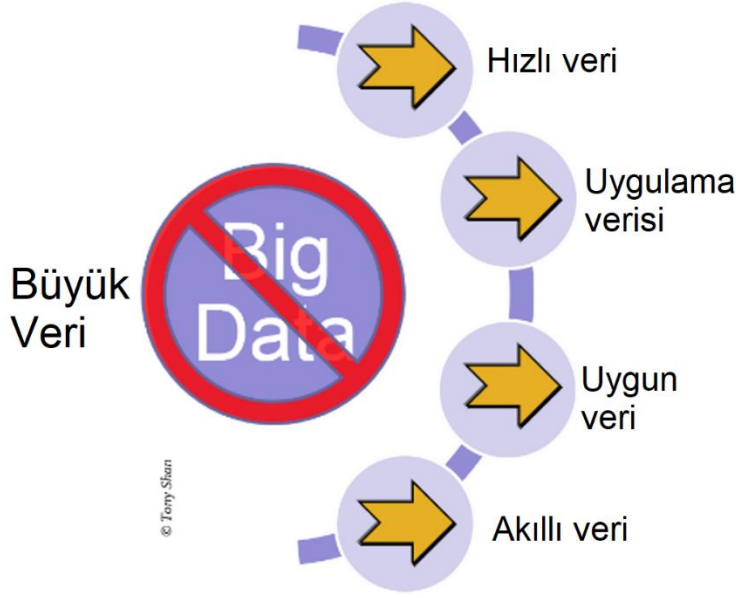 Hızlı veri
Uygulama
verisi
Big
Data
Büyük
Veri
Uygun
veri
Akıllı veri
© Tony Shan